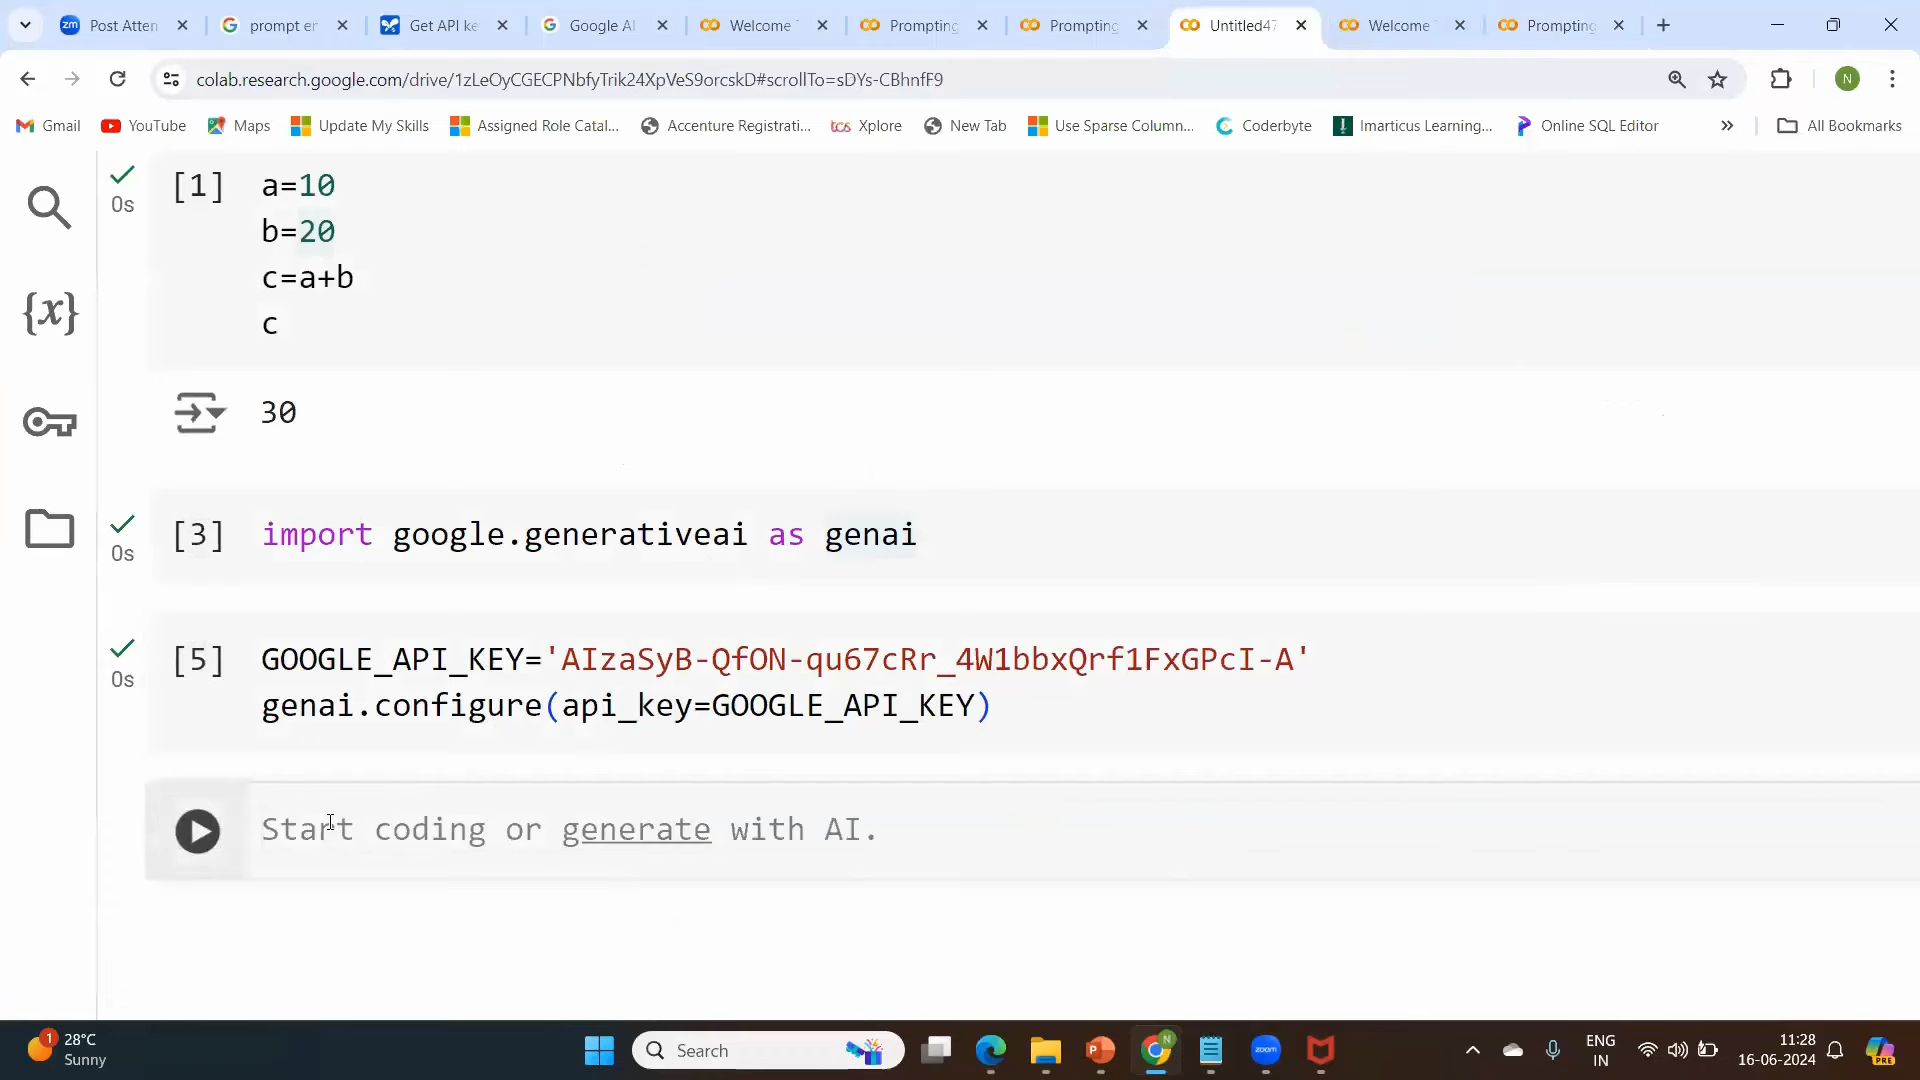 Post Atten
prompt er
Get API ke
Google AI
Welcome
Prompting
Prompting
Untitled47
Welcome
Prompting
colab.research.google.com/drive/1zLeOyCGECPNbfyTrik24XpVeS9orcskD#scrollTo=sDYs-CBhnfF9
N
Gmail
YouTube
Maps
Update My Skills
Assigned Role Catal...
Accenture Registrati...
tcs Xplore
New Tab
Use Sparse Column...
Coderbyte
Imarticus Learning...
Online SQL Editor
All Bookmarks
[1] a=10
0s
b=20
c=a+b
c
{x}
30
[3] import google.generativeai as genai
0s
[5] GOOGLE_API_KEY='AIzaSyB-QfON-qu67cRr_4W1bbxQrf1FxGPcI-A'
0s
genai.configure(api_key=GOOGLE_API_KEY)
Start coding or generate with AI.
1
28°C
Sunny
Search
zoom
ENG
IN
11:28
16-06-2024
PRE